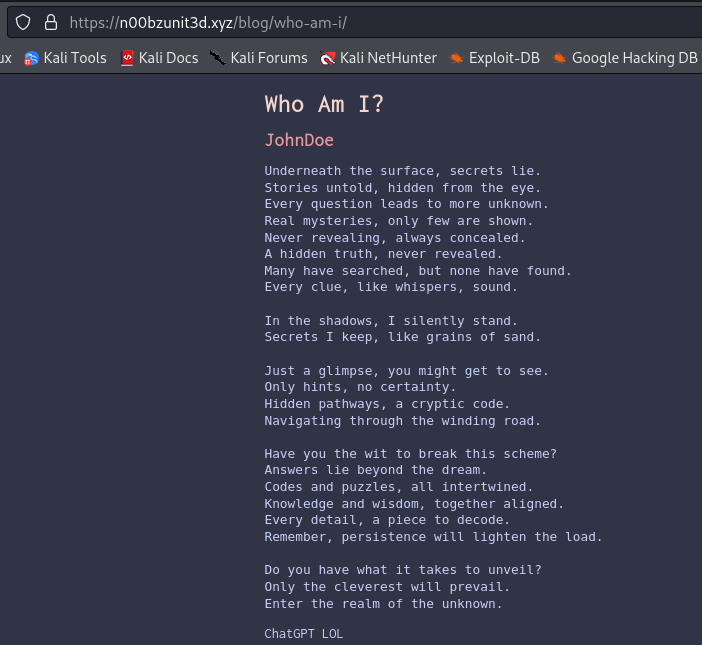 https://n00bzunit3d.xyz/blog/who-am-i/
ux Kali Tools Kali Docs Kali Forums Kali NetHunter Exploit-DB Google Hacking DB
Who Am I?
JohnDoe
Underneath the surface, secrets lie.
Stories untold, hidden from the eye.
Every question leads to more unknown.
Real mysteries, only few are shown.
Never revealing, always concealed.
A hidden truth, never revealed.
Many have searched, but none have found.
Every clue, like whispers, sound.
In the shadows, I silently stand.
Secrets I keep, like grains of sand.
Just a glimpse, you might get to see.
Only hints, no certainty.
Hidden pathways, a cryptic code.
Navigating through the winding road.
Have you the wit to break this scheme?
Answers lie beyond the dream.
Codes and puzzles, all intertwined.
Knowledge and wisdom, together aligned.
Every detail, a piece to decode.
Remember, persistence will lighten the load.
Do you have what it takes to unveil?
Only the cleverest will prevail.
Enter the realm of the unknown.
ChatGPT LOL